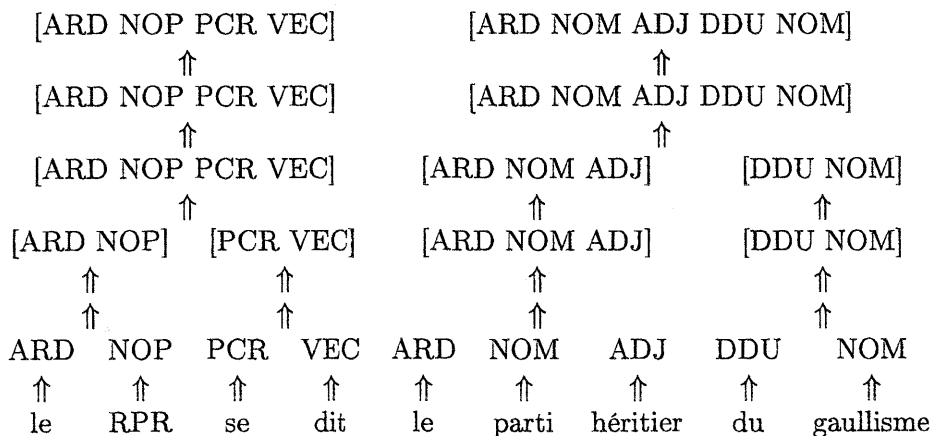 [ARD NOP PCR VEC] [ARD NOM ADJ DDU NOM]
⇑ ⇑
[ARD NOP PCR VEC] [ARD NOM ADJ DDU NOM]
⇑ ⇑
[ARD NOP PCR VEC] [ARD NOM ADJ] [DDU NOM]
⇑ ⇑ ⇑
[ARD NOP] [PCR VEC] [ARD NOM ADJ] [DDU NOM]
⇑ ⇑ ⇑ ⇑
⇑ ⇑ ⇑ ⇑
ARD NOP PCR VEC ARD NOM ADJ DDU NOM
⇑ ⇑ ⇑ ⇑ ⇑ ⇑ ⇑ ⇑ ⇑
le RPR se dit le parti héritier du gaullisme